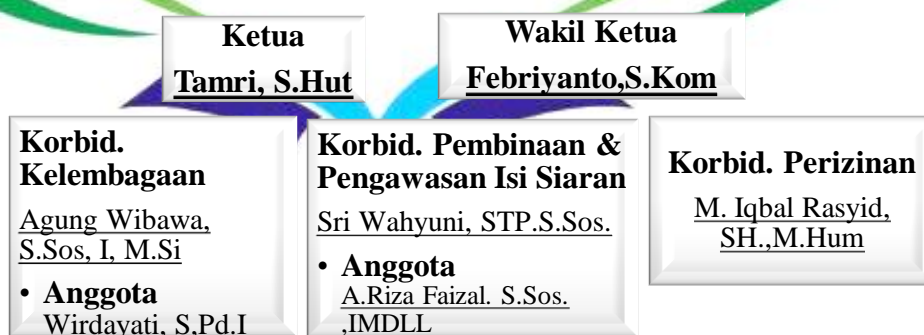 Ketua
Tamri, S.Hut
Wakil Ketua
Febriyanto,S.Kom
Korbid.
Kelembagaan
Agung Wibawa,
S.Sos, I, M.Si
• Anggota
Wirdayati, S,Pd.I
Korbid. Pembinaan &
Pengawasan Isi Siaran
Sri Wahyuni, STP.S.Sos.
• Anggota
A.Riza Faizal. S.Sos.
,IMDLL
Korbid. Perizinan
M. Iqbal Rasyid,
SH.,M.Hum